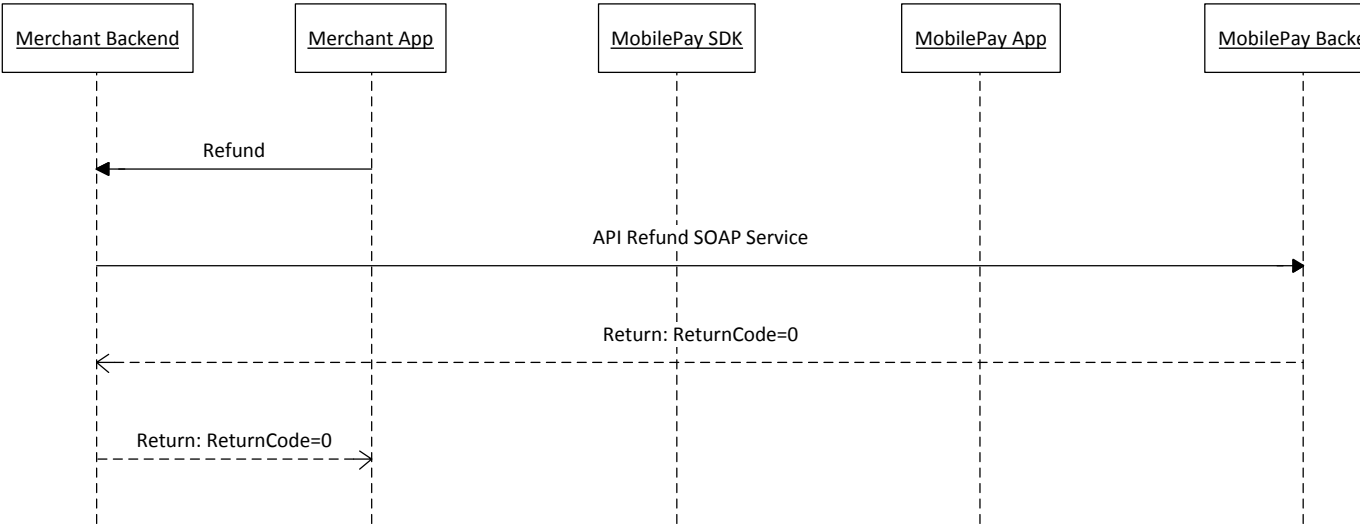 Merchant Backend
Merchant App
MobilePay SDK
MobilePay App
MobilePay
Refund
API Refund SOAP Service
Return: ReturnCode=0
Return: ReturnCode=0